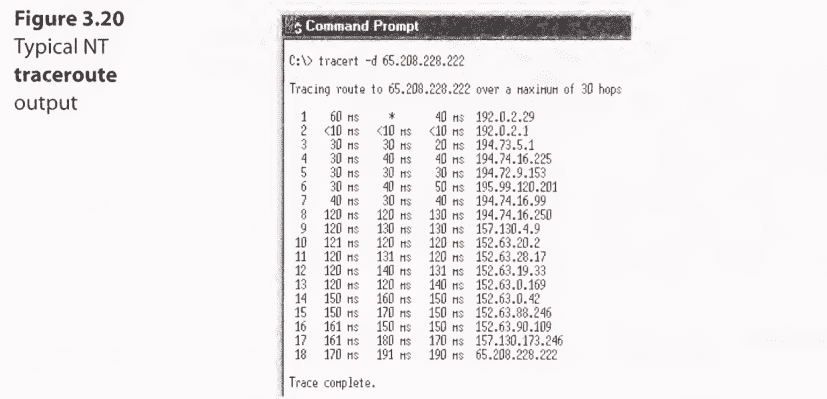 Figure 3.20
Typical NT
traceroute
output
Command Prompt
C:\> tracert -d 65.208.228.222
Tracing route to 65.208.228.222 over a maximum of 30 hops
1 60 ms * 40 ms 192.0.2.29
2 <10 ms <10 ms <10 ms 192.0.2.1
3 30 ms 30 ms 20 ms 194.73.5.1
4 30 ms 40 ms 40 ms 194.74.16.225
5 30 ms 30 ms 30 ms 194.72.9.153
6 30 ms 40 ms 50 ms 195.99.120.201
7 40 ms 30 ms 40 ms 194.74.16.99
8 120 ms 120 ms 130 ms 194.74.16.250
9 120 ms 130 ms 130 ms 157.130.4.9
10 121 ms 120 ms 120 ms 152.63.20.2
11 120 ms 131 ms 120 ms 152.63.28.17
12 120 ms 140 ms 131 ms 152.63.19.33
13 120 ms 120 ms 140 ms 152.63.0.169
14 150 ms 160 ms 150 ms 152.63.0.42
15 150 ms 170 ms 150 ms 152.63.88.246
16 161 ms 150 ms 150 ms 152.63.90.109
17 161 ms 180 ms 170 ms 157.130.173.246
18 170 ms 191 ms 190 ms 65.208.228.222
Trace complete.